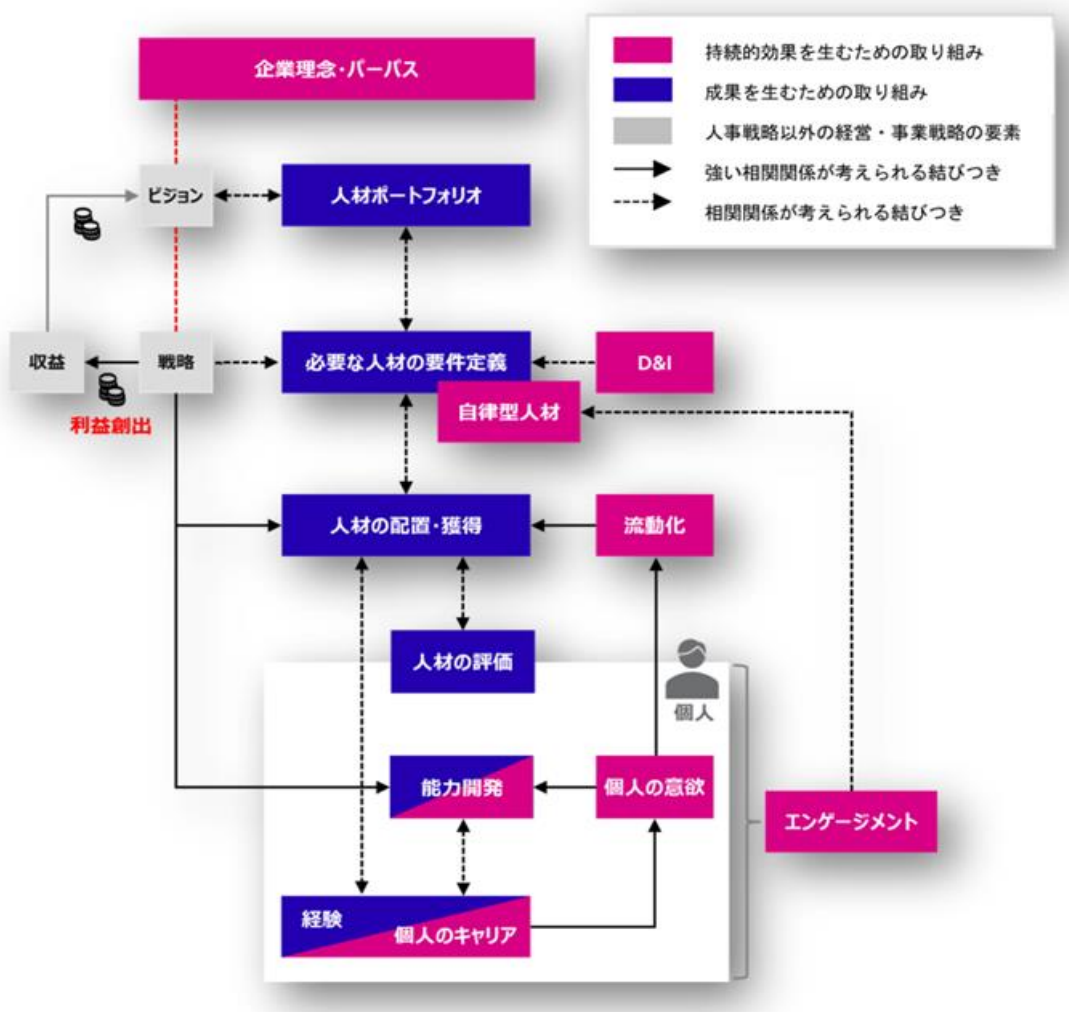 企業理念・パーパス
持続的効果を生むための取り組み
成果を生むための取り組み
人事戦略以外の経営・事業戦略の要素
強い相関関係が考えられる結びつき
相関関係が考えられる結びつき
ビジョン
人材ポートフォリオ
収益
戦略
必要な人材の要件定義
D&I
自律型人材
利益創出
人材の配置・獲得
流動化
人材の評価
個人
能力開発
個人の意欲
エンゲージメント
経験
個人のキャリア